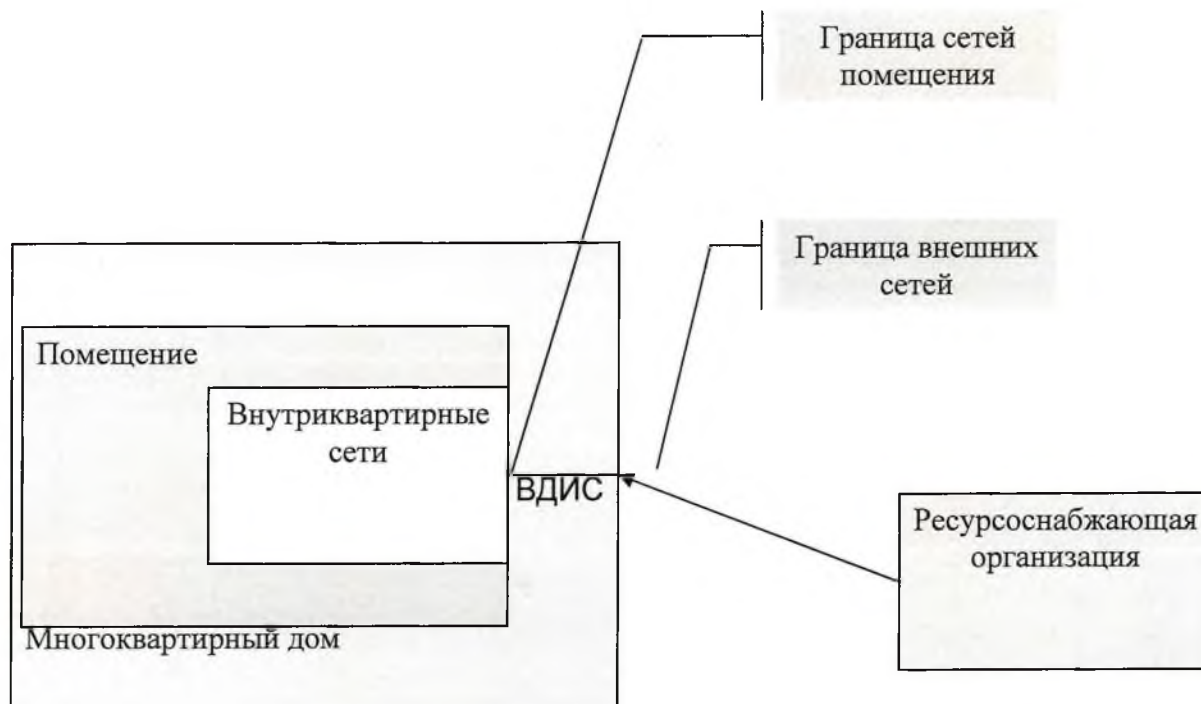 Граница сетей
помещения
Граница внешних
сетей
Помещение
Внутриквартирные
сети
ВДИС
Ресурсоснабжающая
организация
Многоквартирный дом